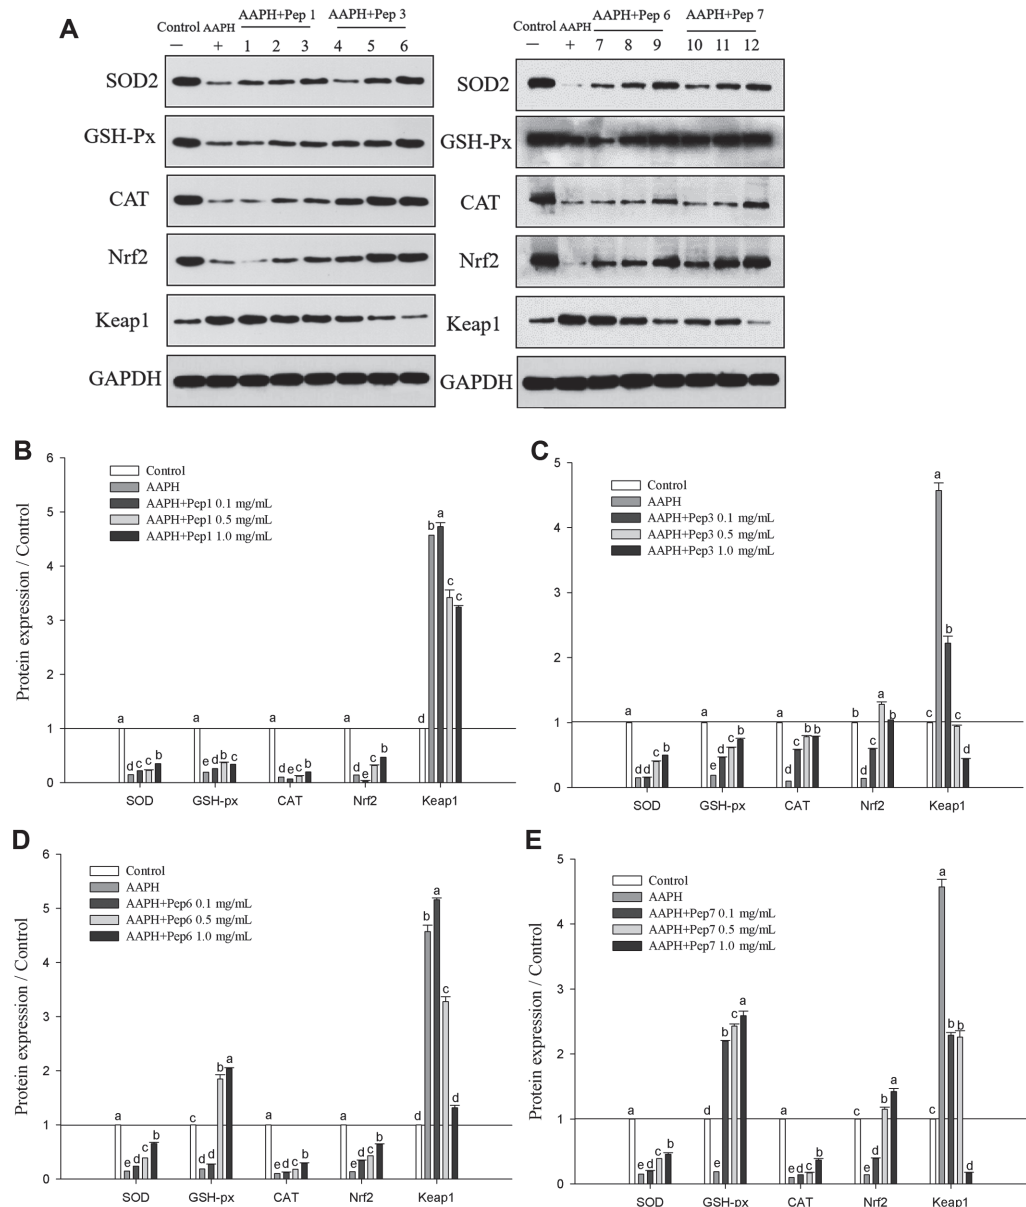 A
Control AAPH AAPH+Pep 1 AAPH+Pep 3
— + 1 2 3 4 5 6
SOD2
GSH-Px
CAT
Nrf2
Keap1
GAPDH
Control AAPH AAPH+Pep 6 AAPH+Pep 7
— + 7 8 9 10 11 12
SOD2
GSH-Px
CAT
Nrf2
Keap1
GAPDH
B
Protein expression / Control
6
5
4
3
2
1
0
Control
AAPH
AAPH+Pep1 0.1 mg/mL
AAPH+Pep1 0.5 mg/mL
AAPH+Pep1 1.0 mg/mL
a d c c b
a e d b c
a d e c b
a d e c b
d b a c c
SOD GSH-px CAT Nrf2 Keap1
C
5
4
3
2
1
0
Control
AAPH
AAPH+Pep3 0.1 mg/mL
AAPH+Pep3 0.5 mg/mL
AAPH+Pep3 1.0 mg/mL
a d d c b
a e d c b
a d c b b
b d c a b
c a b c d
SOD GSH-px CAT Nrf2 Keap1
D
Protein expression / Control
6
5
4
3
2
1
0
Control
AAPH
AAPH+Pep6 0.1 mg/mL
AAPH+Pep6 0.5 mg/mL
AAPH+Pep6 1.0 mg/mL
a e d c b
c d d b a
a e d c b
a e d c b
d b a c d
SOD GSH-px CAT Nrf2 Keap1
E
Protein expression / Control
5
4
3
2
1
0
Control
AAPH
AAPH+Pep7 0.1 mg/mL
AAPH+Pep7 0.5 mg/mL
AAPH+Pep7 1.0 mg/mL
a e d c b
d e b c a
a e d c b
c e d b a
c a b b d
SOD GSH-px CAT Nrf2 Keap1